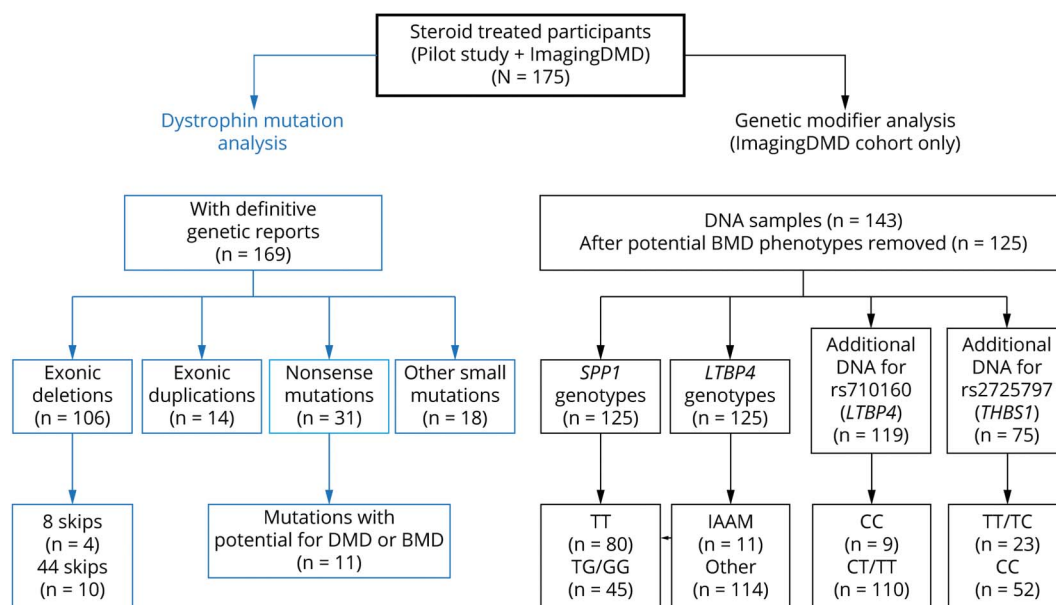 Steroid treated participants
(Pilot study + ImagingDMD)
(N = 175)
Dystrophin mutation
analysis
Genetic modifier analysis
(ImagingDMD cohort only)
With definitive
genetic reports
(n = 169)
DNA samples (n = 143)
After potential BMD phenotypes removed (n = 125)
Exonic
deletions
(n = 106)
Exonic
duplications
(n = 14)
Nonsense
mutations
(n = 31)
Other small
mutations
(n = 18)
SPP1
genotypes
(n = 125)
LTBP4
genotypes
(n = 125)
Additional
DNA for
rs710160
(LTBP4)
(n = 119)
Additional
DNA for
rs2725797
(THBS1)
(n = 75)
8 skips
(n = 4)
44 skips
(n = 10)
Mutations with
potential for DMD or BMD
(n = 11)
TT
(n = 80)
TG/GG
(n = 45)
IAAM
(n = 11)
Other
(n = 114)
CC
(n = 9)
CT/TT
(n = 110)
TT/TC
(n = 23)
CC
(n = 52)